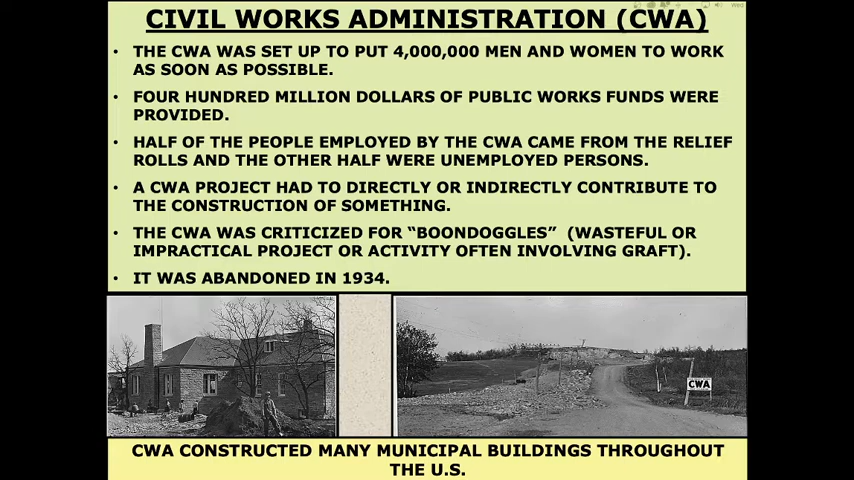 CIVIL WORKS ADMINISTRATION (CWA)
• THE CWA WAS SET UP TO PUT 4,000,000 MEN AND WOMEN TO WORK
AS SOON AS POSSIBLE.
• FOUR HUNDRED MILLION DOLLARS OF PUBLIC WORKS FUNDS WERE
PROVIDED.
• HALF OF THE PEOPLE EMPLOYED BY THE CWA CAME FROM THE RELIEF
ROLLS AND THE OTHER HALF WERE UNEMPLOYED PERSONS.
• A CWA PROJECT HAD TO DIRECTLY OR INDIRECTLY CONTRIBUTE TO
THE CONSTRUCTION OF SOMETHING.
• THE CWA WAS CRITICIZED FOR “BOONDOGGLES” (WASTEFUL OR
IMPRACTICAL PROJECT OR ACTIVITY OFTEN INVOLVING GRAFT).
• IT WAS ABANDONED IN 1934.
CWA
CWA CONSTRUCTED MANY MUNICIPAL BUILDINGS THROUGHOUT
THE U.S.